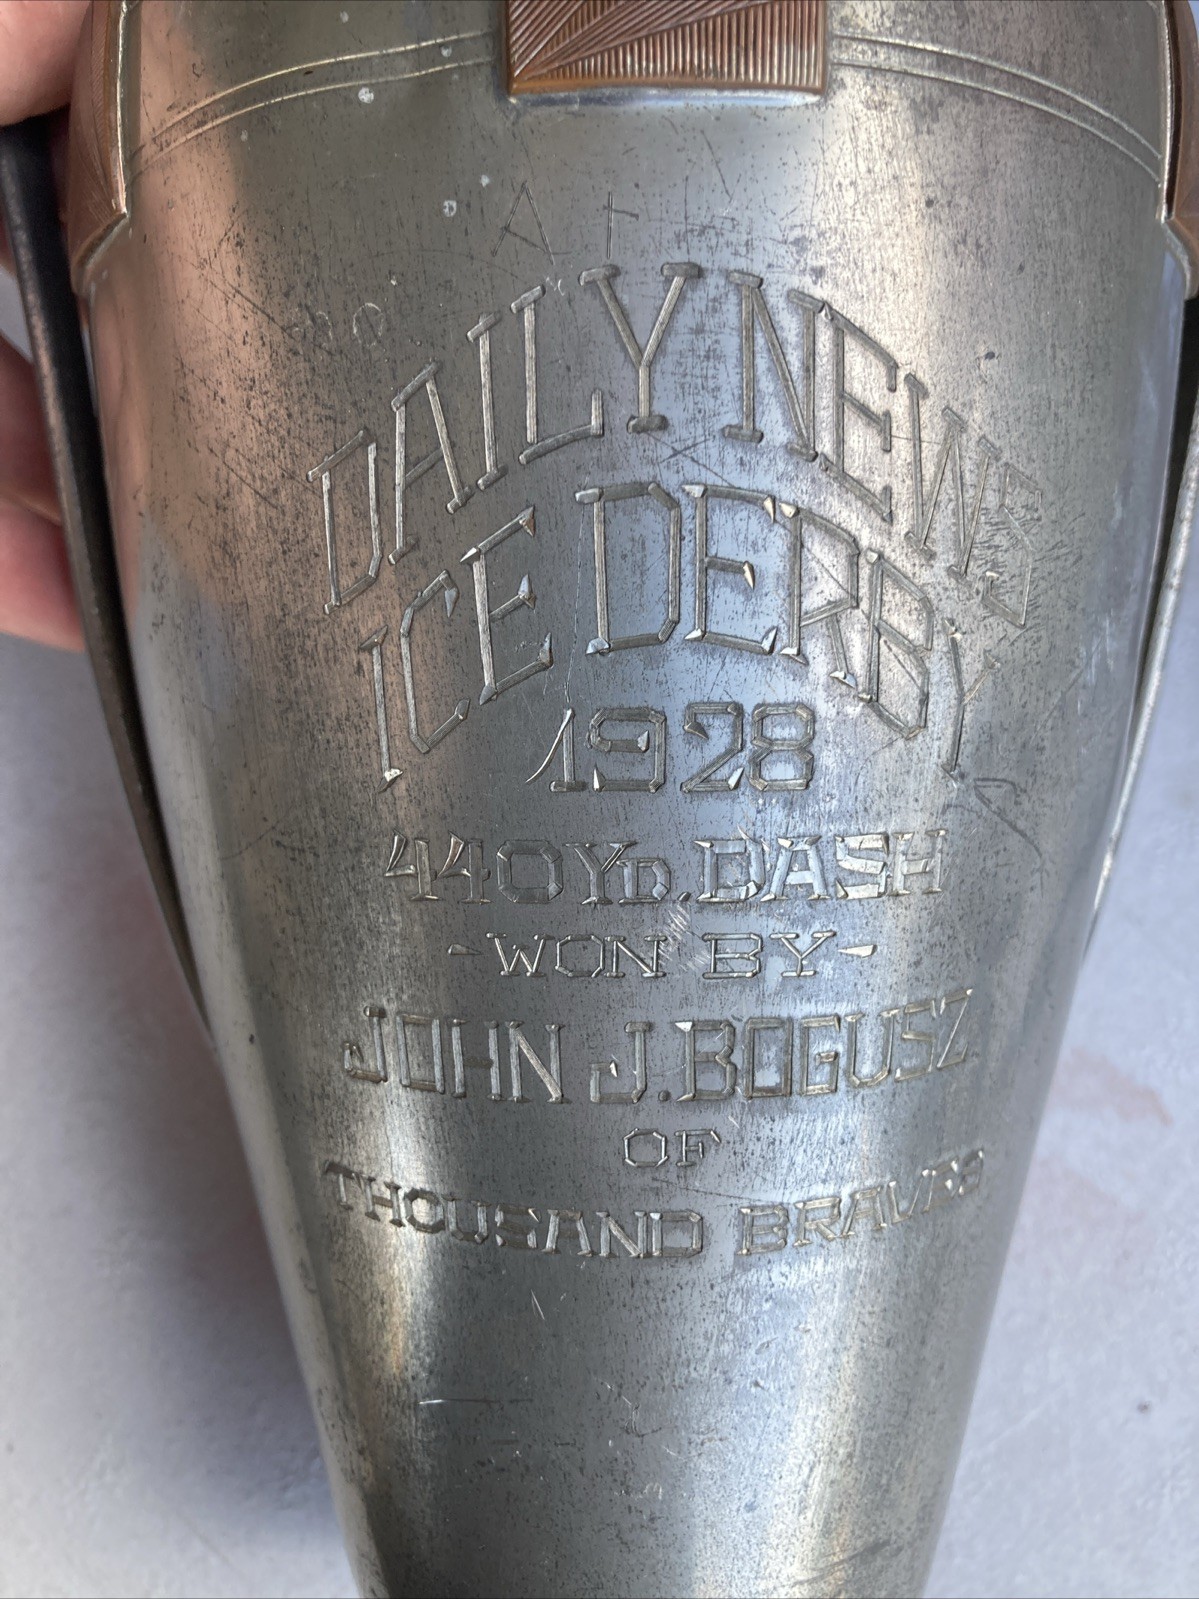 DAILY NEWS
ICE DERBY
1928
440 YD. DASH
-WON BY-
JOHN J. BOGUSZ
OF
THOUSAND BRAVES